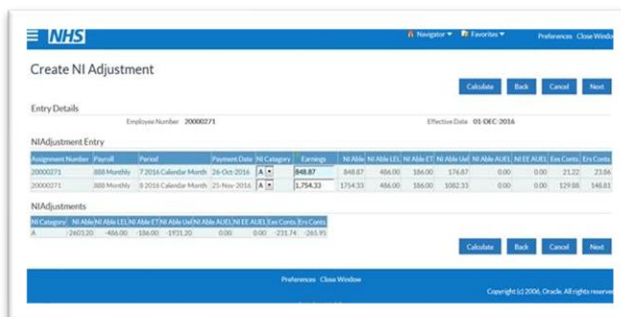 NHS Navigator Favorites Preferences Close Window
Create NI Adjustment
Calculate Back Cancel Next
Entry Details
Employee Number 20000271 Effective Date 01-DEC-2016
NIAdjustment Entry
Assignment Number Payroll Period Payment Date NI Category Earnings NI Able NI Able LEL NI Able ET NI Able Uel NI Able AUEL NI EE AUEL Ees Conts. Ers Conts.
20000271 888 Monthly 7 2016 Calendar Month 26-Oct-2016 A 848.87 848.87 486.00 186.00 176.87 0.00 0.00 21.22 23.86
20000271 888 Monthly 8 2016 Calendar Month 25-Nov-2016 A 1,754.33 1754.33 486.00 186.00 1082.33 0.00 0.00 129.88 148.81
NIAdjustments
NI Category NI Able NI Able LEL NI Able ET NI Able Uel NI Able AUEL NI EE AUEL Ees Conts. Ers Conts.
A -2603.20 -486.00 -186.00 -1931.20 0.00 0.00 -231.74 -265.95
Calculate Back Cancel Next
Preferences Close Window
Copyright (c) 2006, Oracle. All rights reserve